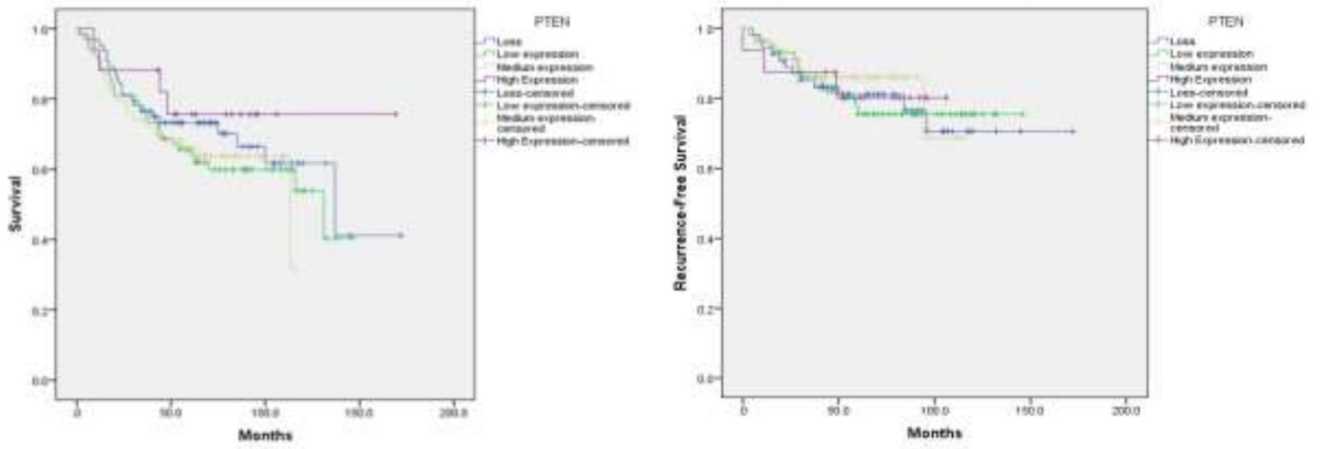 PTEN
Loss
Low expression
Medium expression
High Expression
Loss-censored
Low expression-censored
Medium expression-
censored
High Expression-censored
Survival
1.0
0.8
0.6
0.4
0.2
0.0
.0 50.0 100.0 150.0 200.0
Months
PTEN
Loss
Low expression
Medium expression
High Expression
Loss-censored
Low expression-censored
Medium expression-
censored
High Expression-censored
Recurrence-Free Survival
1.0
0.8
0.6
0.4
0.2
0.0
.0 50.0 100.0 150.0 200.0
Months